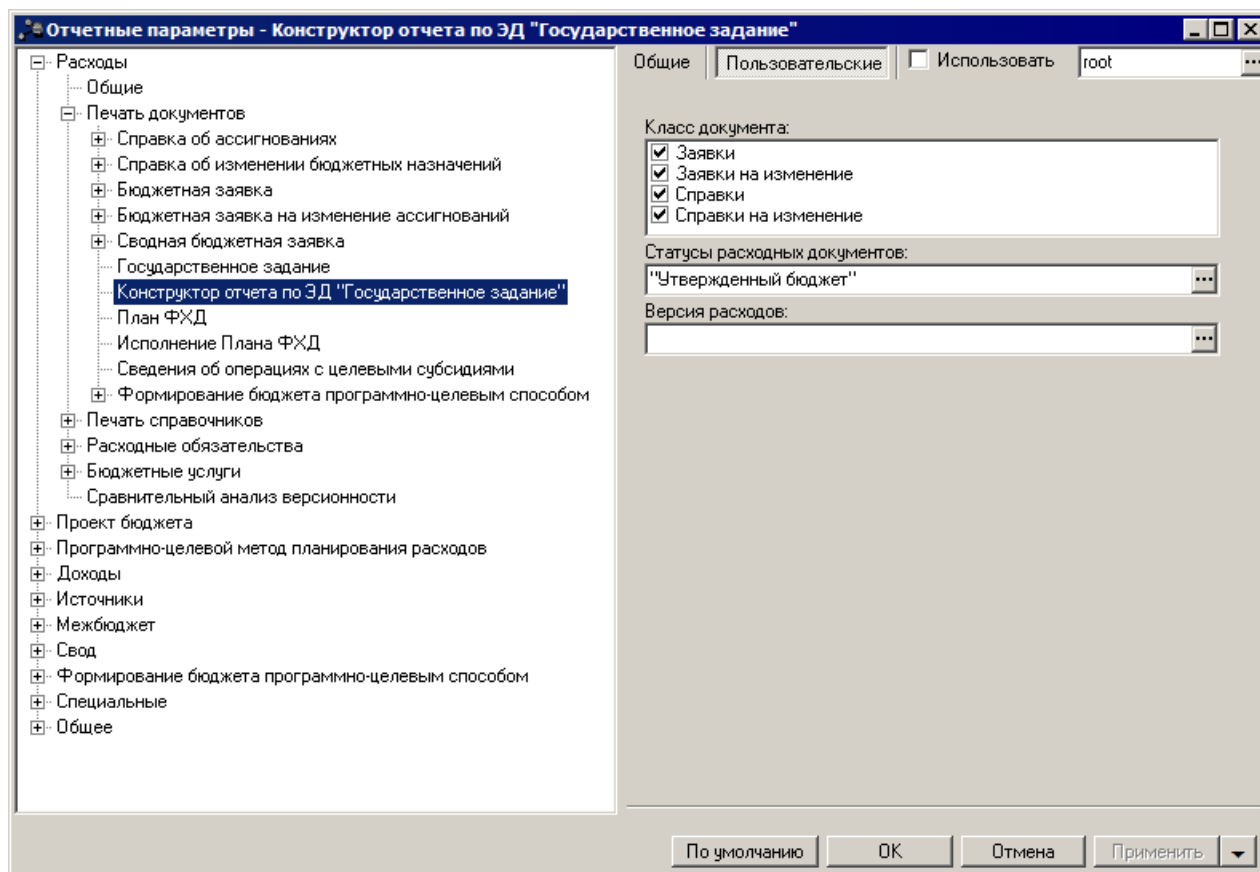 Отчетные параметры - Конструктор отчета по ЭД "Государственное задание"
Расходы
Общие
Печать документов
Справка об ассигнованиях
Справка об изменении бюджетных назначений
Бюджетная заявка
Бюджетная заявка на изменение ассигнований
Сводная бюджетная заявка
Государственное задание
Конструктор отчета по ЭД "Государственное задание"
План ФХД
Исполнение Плана ФХД
Сведения об операциях с целевыми субсидиями
Формирование бюджета программно-целевым способом
Печать справочников
Расходные обязательства
Бюджетные услуги
Сравнительный анализ версионности
Проект бюджета
Программно-целевой метод планирования расходов
Доходы
Источники
Межбюджет
Свод
Формирование бюджета программно-целевым способом
Специальные
Общее
Общие Пользовательские Использовать root ...
Класс документа:
Заявки
Заявки на изменение
Справки
Справки на изменение
Статусы расходных документов:
"Утвержденный бюджет" ...
Версия расходов:
...
По умолчанию OK Отмена Применить